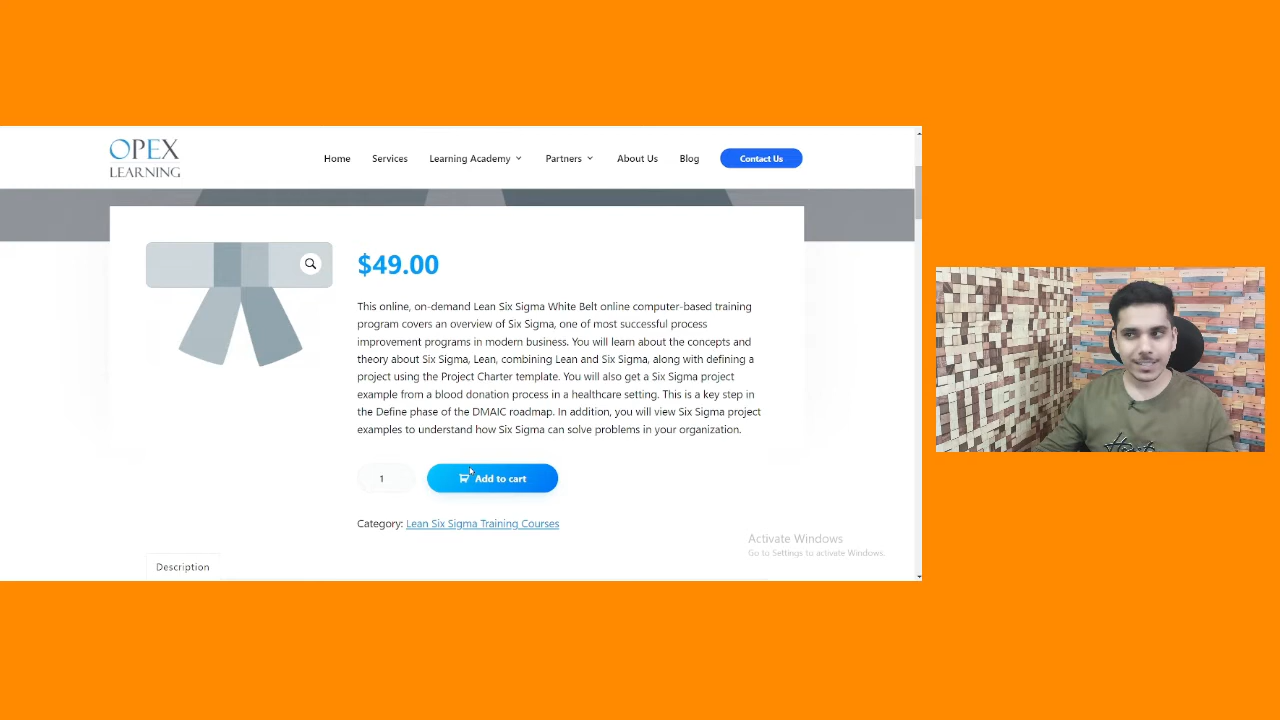 OPEX
LEARNING
Home
Services
Learning Academy
Partners
About Us
Blog
Contact Us
$49.00
This online, on-demand Lean Six Sigma White Belt online computer-based training
program covers an overview of Six Sigma, one of most successful process
improvement programs in modern business. You will learn about the concepts and
theory about Six Sigma, Lean, combining Lean and Six Sigma, along with defining a
project using the Project Charter template. You will also get a Six Sigma project
example from a blood donation process in a healthcare setting. This is a key step in
the Define phase of the DMAIC roadmap. In addition, you will view Six Sigma project
examples to understand how Six Sigma can solve problems in your organization.
1
Add to cart
Category: Lean Six Sigma Training Courses
Activate Windows
Go to Settings to activate Windows.
Description